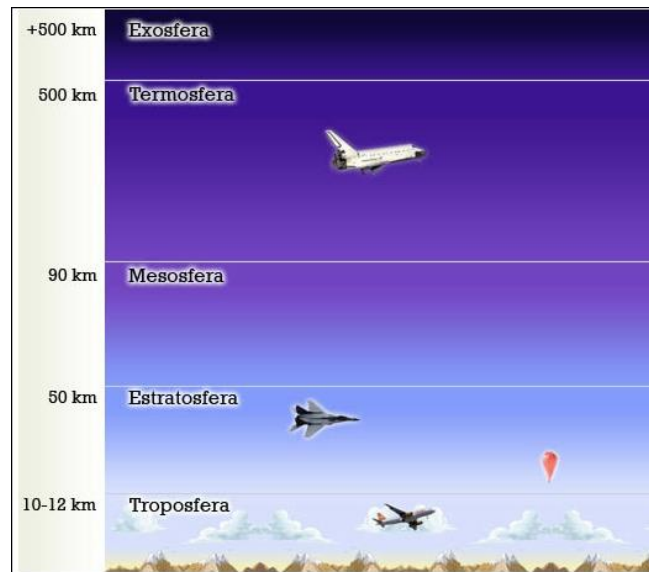 +500 km Exosfera
500 km Termosfera
90 km Mesosfera
50 km Estratosfera
10-12 km Troposfera